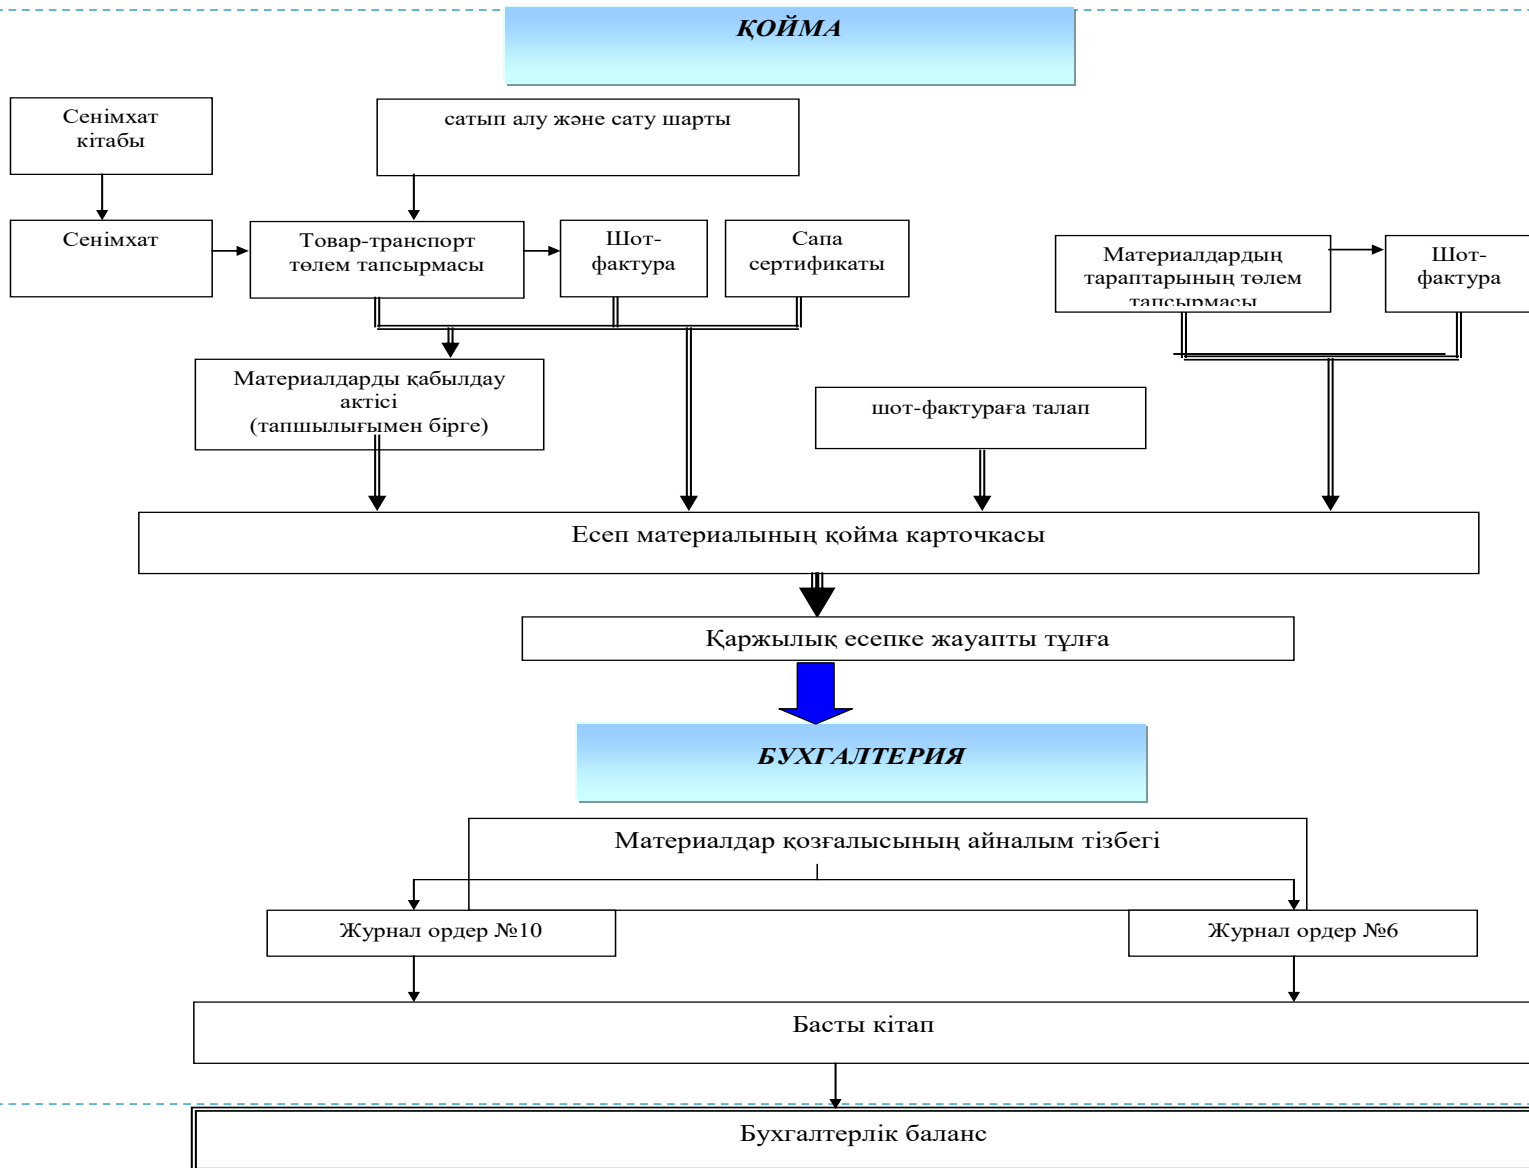 ҚОЙМА
Сенімхат
кітабы
сатып алу және сату шарты
Сенімхат
Товар-транспорт
төлем тапсырмасы
Шот-
фактура
Сапа
сертификаты
Материалдардың
тараптарының төлем
тапсырмасы
Шот-
фактура
Материалдарды қабылдау
актісі
(тапшылығымен бірге)
шот-фактураға талап
Есеп материалының қойма карточкасы
Қаржылық есепке жауапты тұлға
БУХГАЛТЕРИЯ
Материалдар қозғалысының айналым тізбегі
Журнал ордер №10
Журнал ордер №6
Басты кітап
Бухгалтерлік баланс